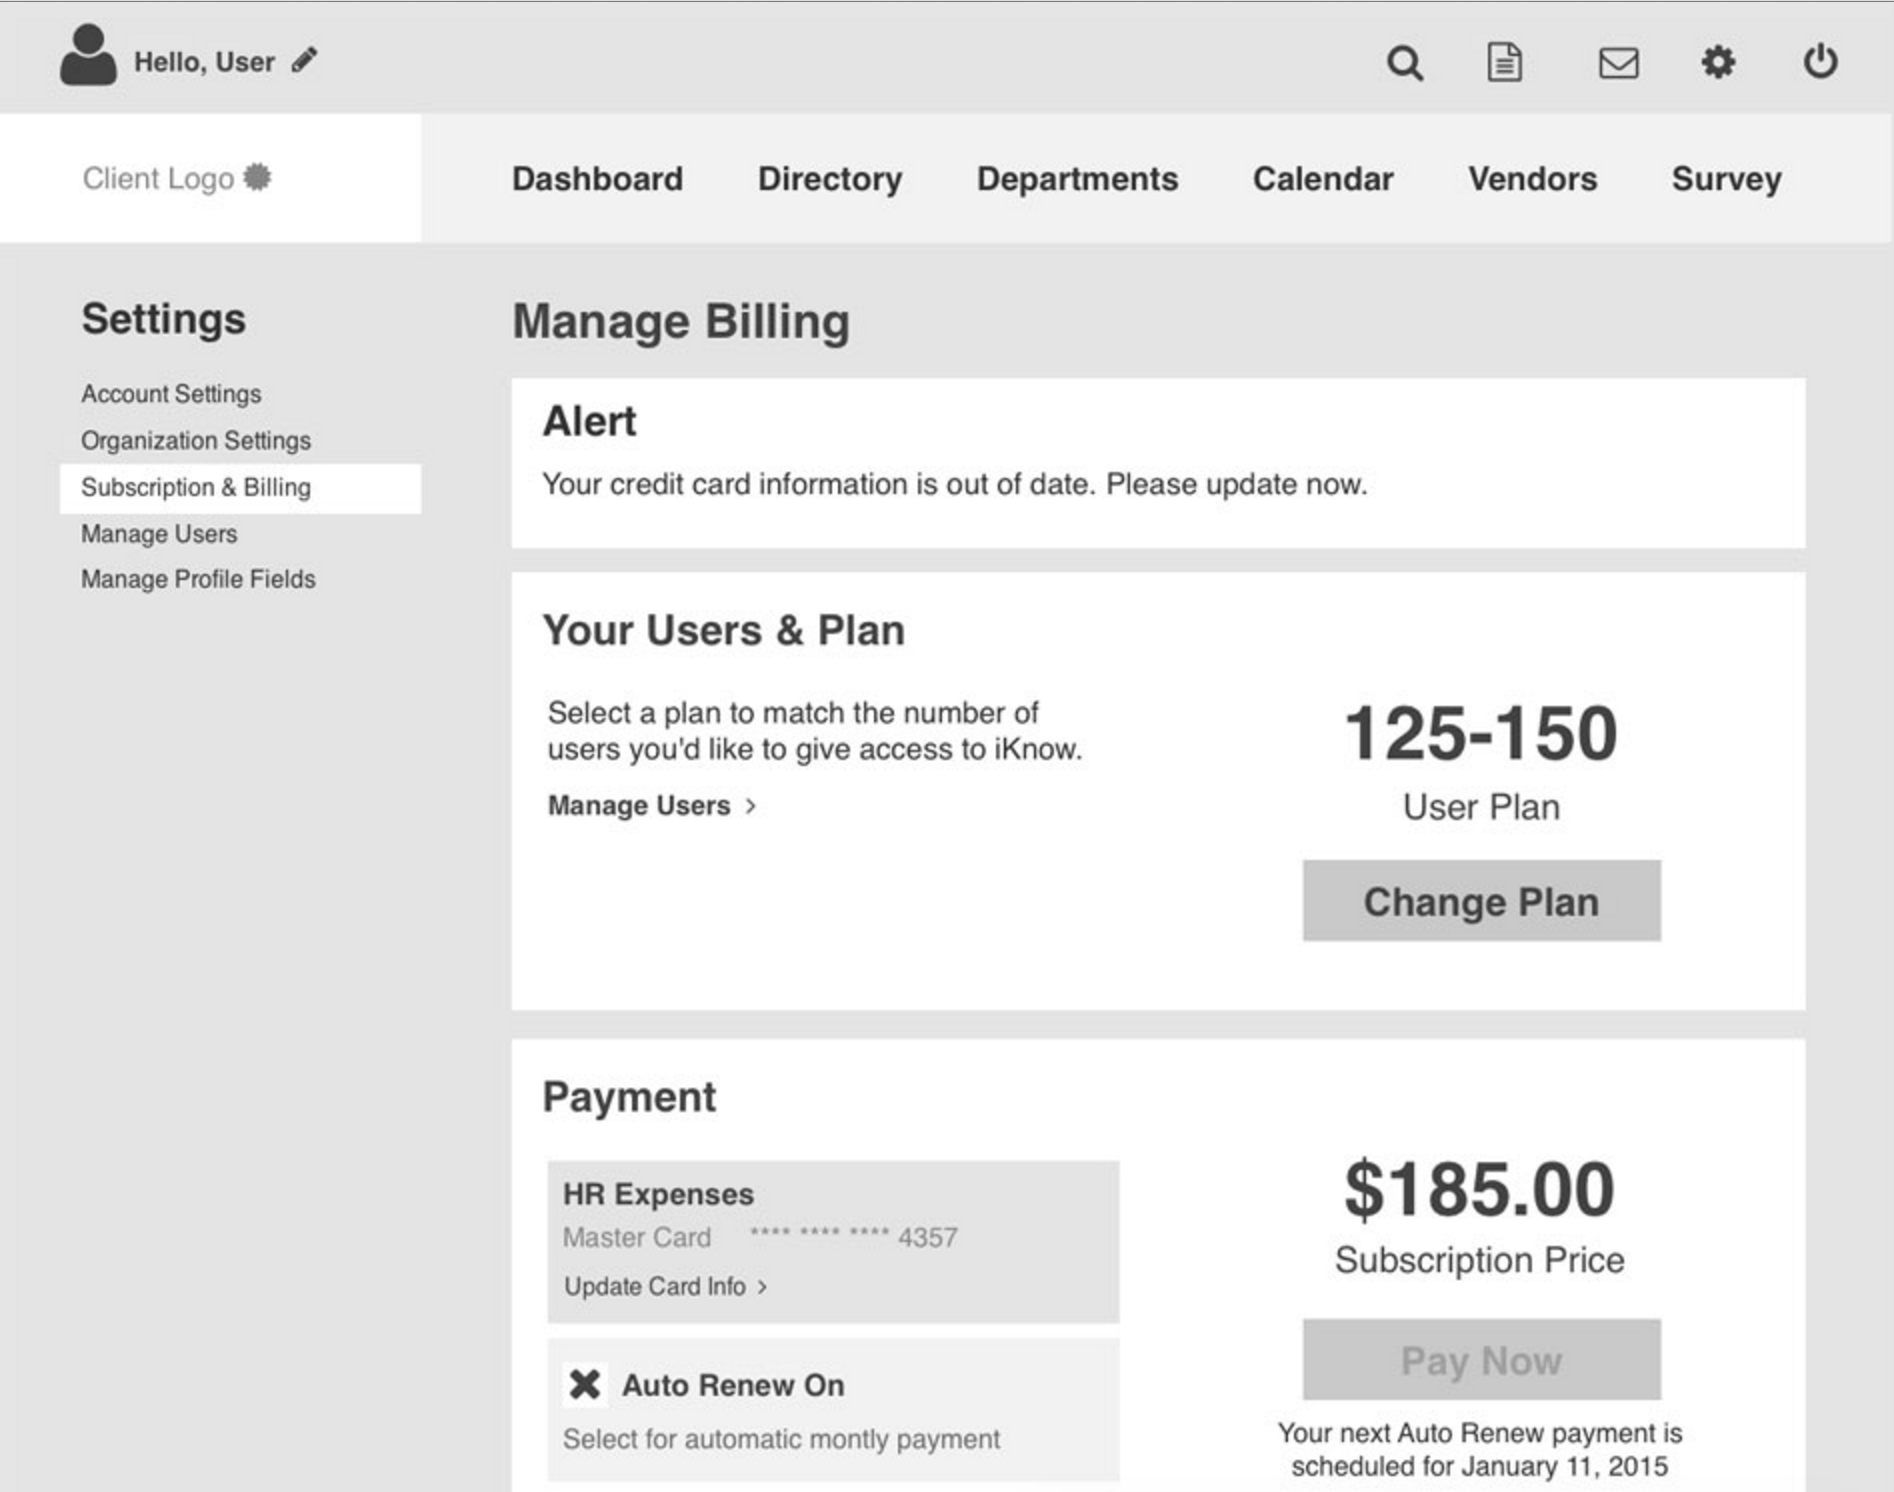 Hello, User
Client Logo
Dashboard Directory Departments Calendar Vendors Survey
Settings
Account Settings
Organization Settings
Subscription & Billing
Manage Users
Manage Profile Fields
Manage Billing
Alert
Your credit card information is out of date. Please update now.
Your Users & Plan
Select a plan to match the number of
users you'd like to give access to iKnow.
Manage Users >
125-150
User Plan
Change Plan
Payment
HR Expenses
Master Card **** **** **** 4357
Update Card Info >
Auto Renew On
Select for automatic montly payment
$185.00
Subscription Price
Pay Now
Your next Auto Renew payment is
scheduled for January 11, 2015